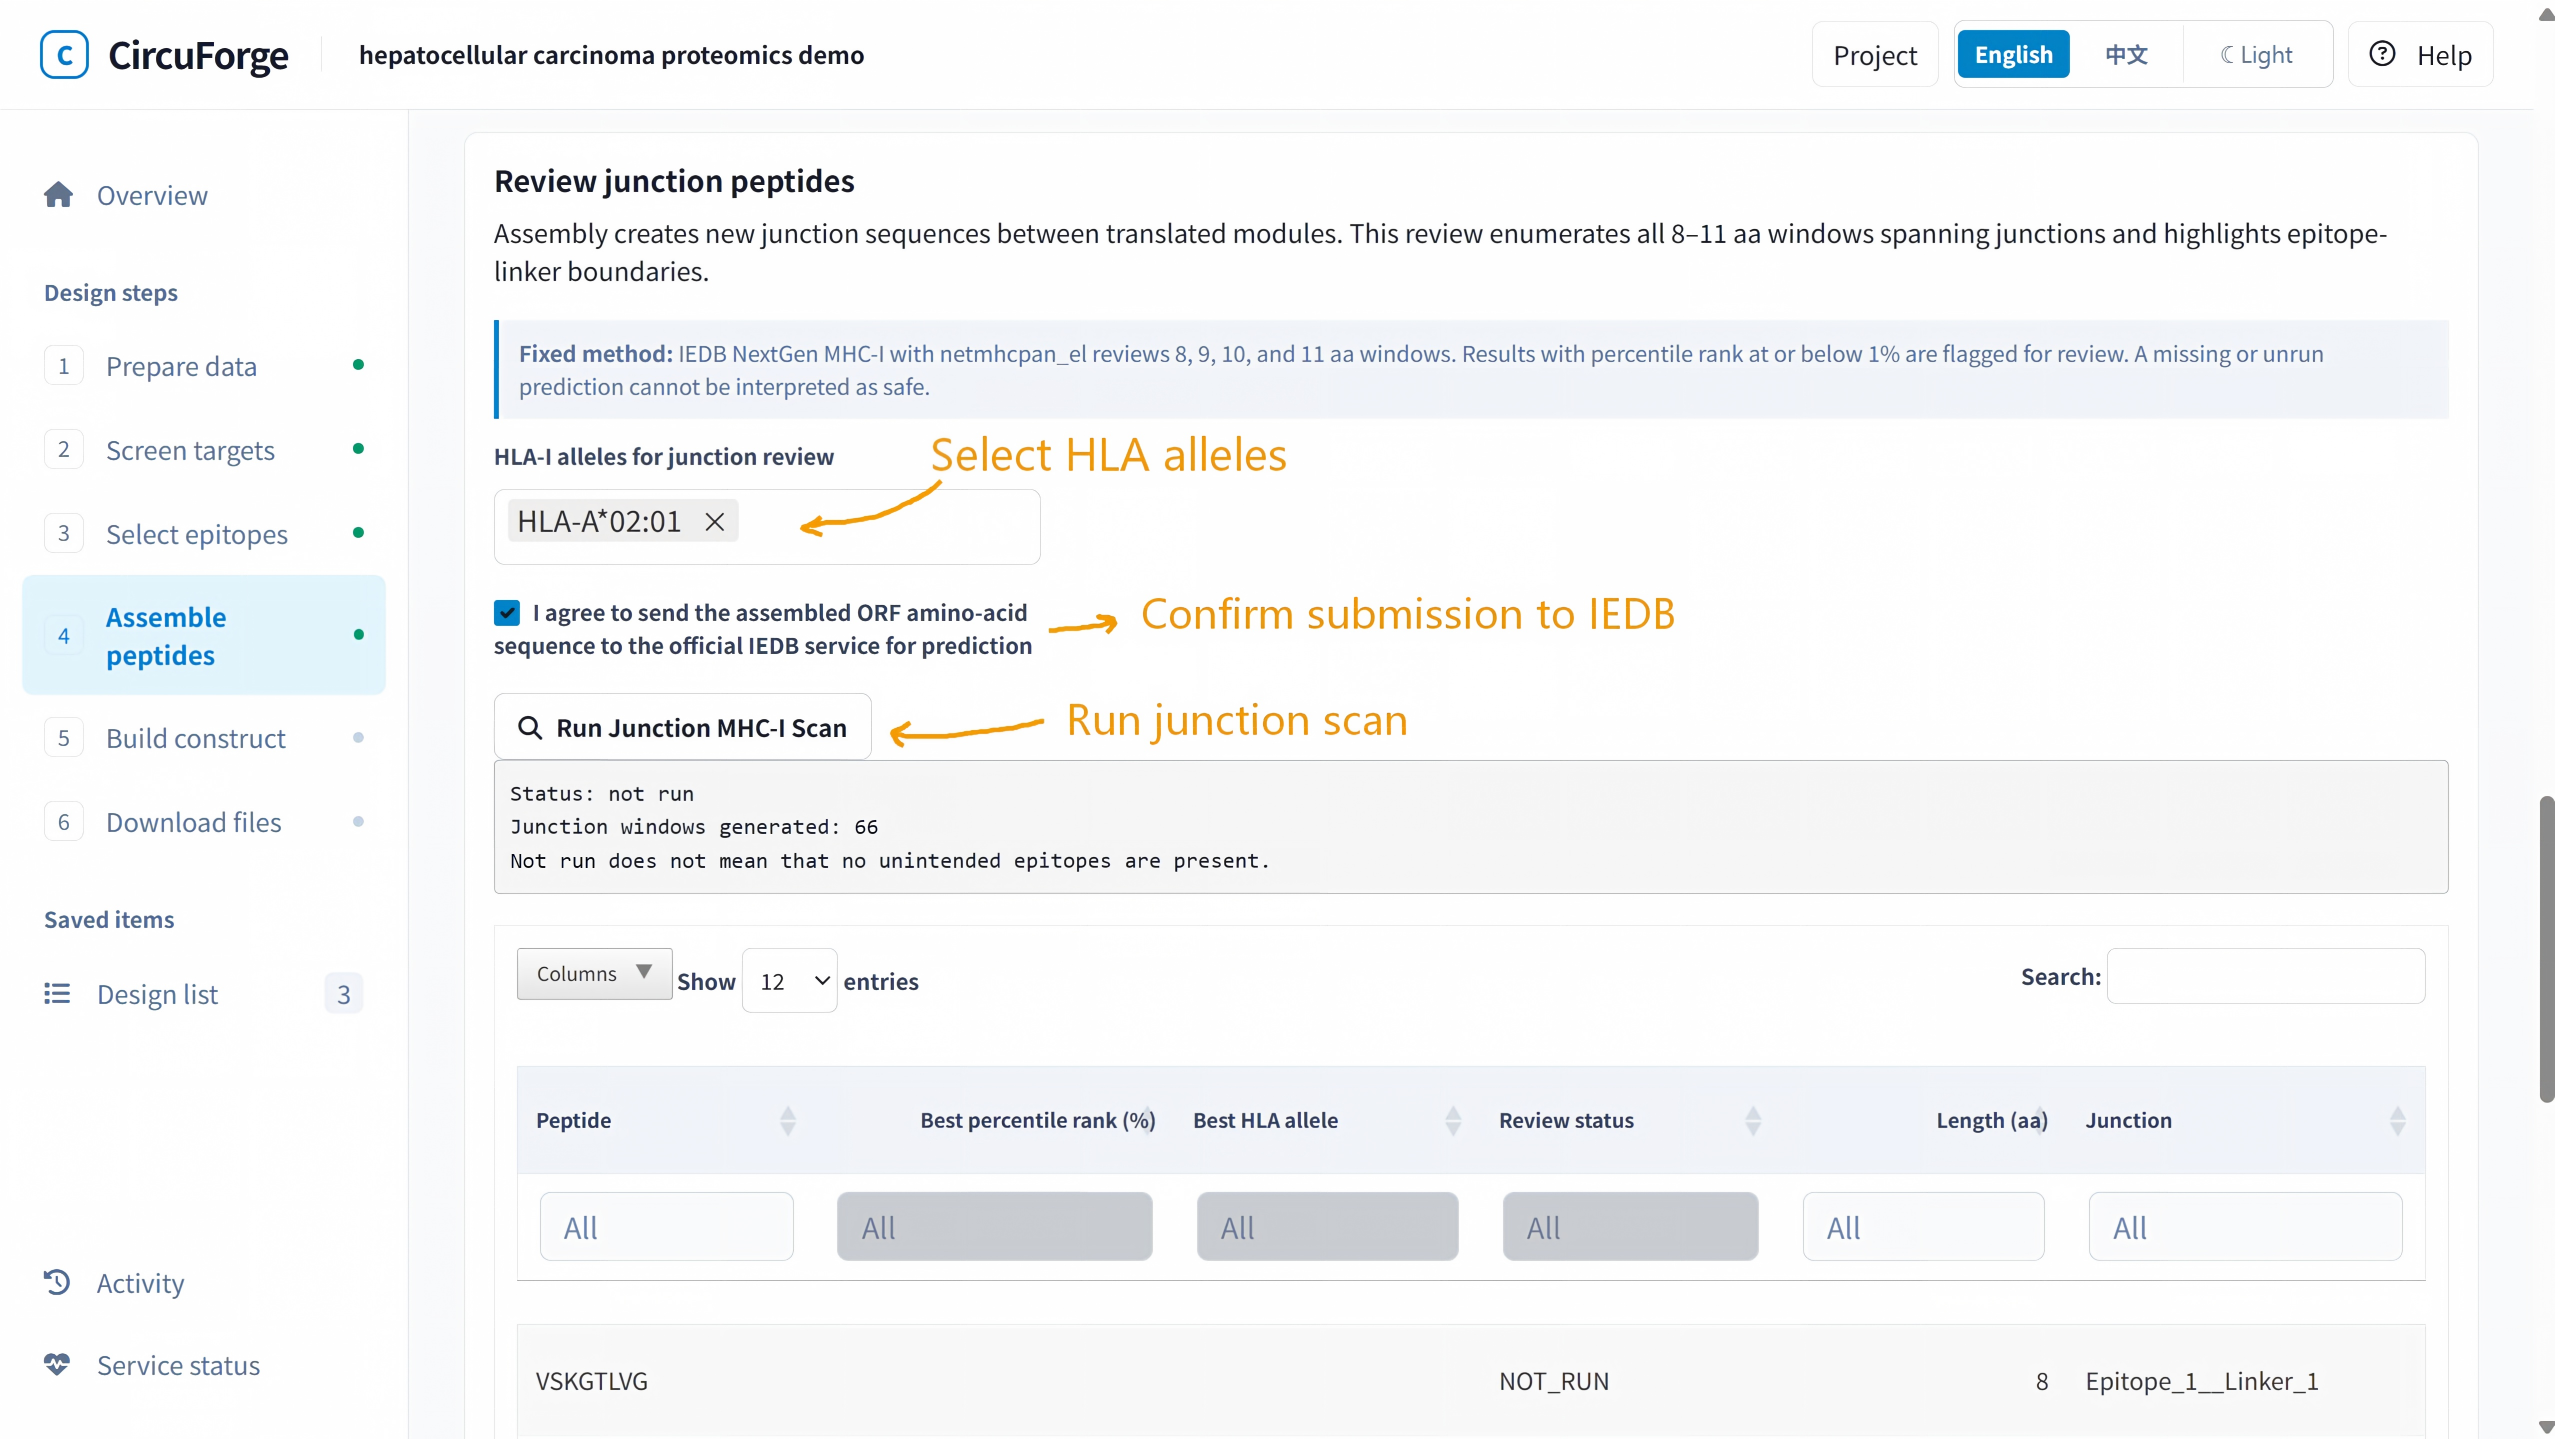 C CircuForge
hepatocellular carcinoma proteomics demo
Project
English
中文
Light
Help
Overview
Design steps
1 Prepare data
2 Screen targets
3 Select epitopes
4 Assemble
peptides
5 Build construct
6 Download files
Saved items
Design list 3
Activity
Service status
Review junction peptides
Assembly creates new junction sequences between translated modules. This review enumerates all 8–11 aa windows spanning junctions and highlights epitope-
linker boundaries.
Fixed method: IEDB NextGen MHC-I with netmhcpan_el reviews 8, 9, 10, and 11 aa windows. Results with percentile rank at or below 1% are flagged for review. A missing or unrun
prediction cannot be interpreted as safe.
HLA-I alleles for junction review
Select HLA alleles
HLA-A*02:01 ×
I agree to send the assembled ORF amino-acid
sequence to the official IEDB service for prediction
Confirm submission to IEDB
Run Junction MHC-I Scan
Run junction scan
Status: not run
Junction windows generated: 66
Not run does not mean that no unintended epitopes are present.
Columns ▼ Show 12 entries
Search:
Peptide Best percentile rank (%) Best HLA allele Review status Length (aa) Junction
All All All All All All
VSKGTLVG NOT_RUN 8 Epitope_1__Linker_1